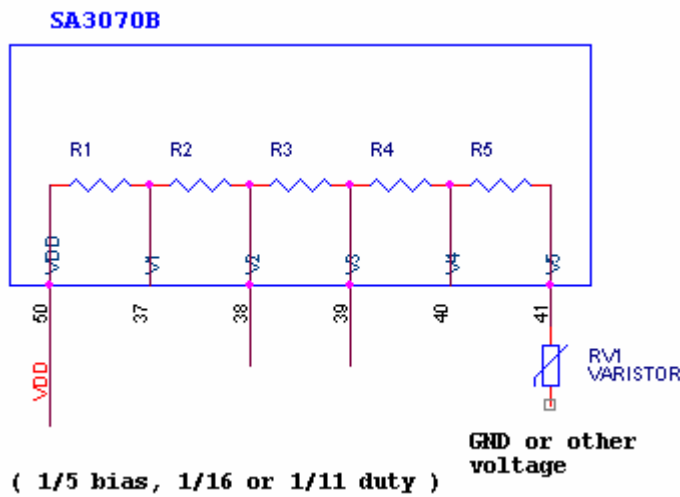 SA3070B
R1 R2 R3 R4 R5
VDD V1 V2 V3 V4 V5
50 37 38 39 40 41
VDD
RV1
VARISTOR
GND or other
voltage
( 1/5 bias, 1/16 or 1/11 duty )